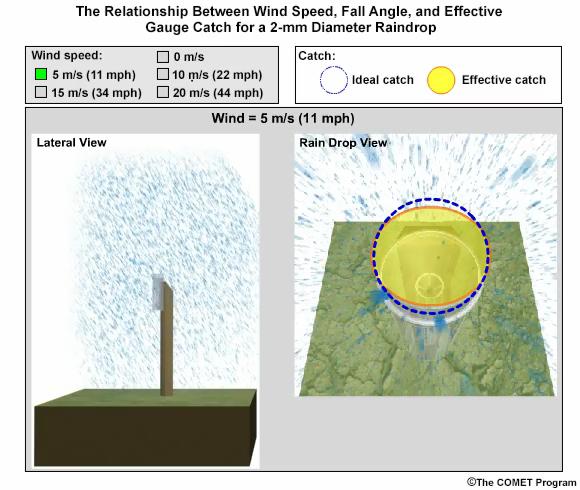 The Relationship Between Wind Speed, Fall Angle, and Effective
Gauge Catch for a 2-mm Diameter Raindrop
Wind speed:
0 m/s
5 m/s (11 mph)
10 m/s (22 mph)
15 m/s (34 mph)
20 m/s (44 mph)
Catch:
Ideal catch
Effective catch
Wind = 5 m/s (11 mph)
Lateral View
Rain Drop View
©The COMET Program